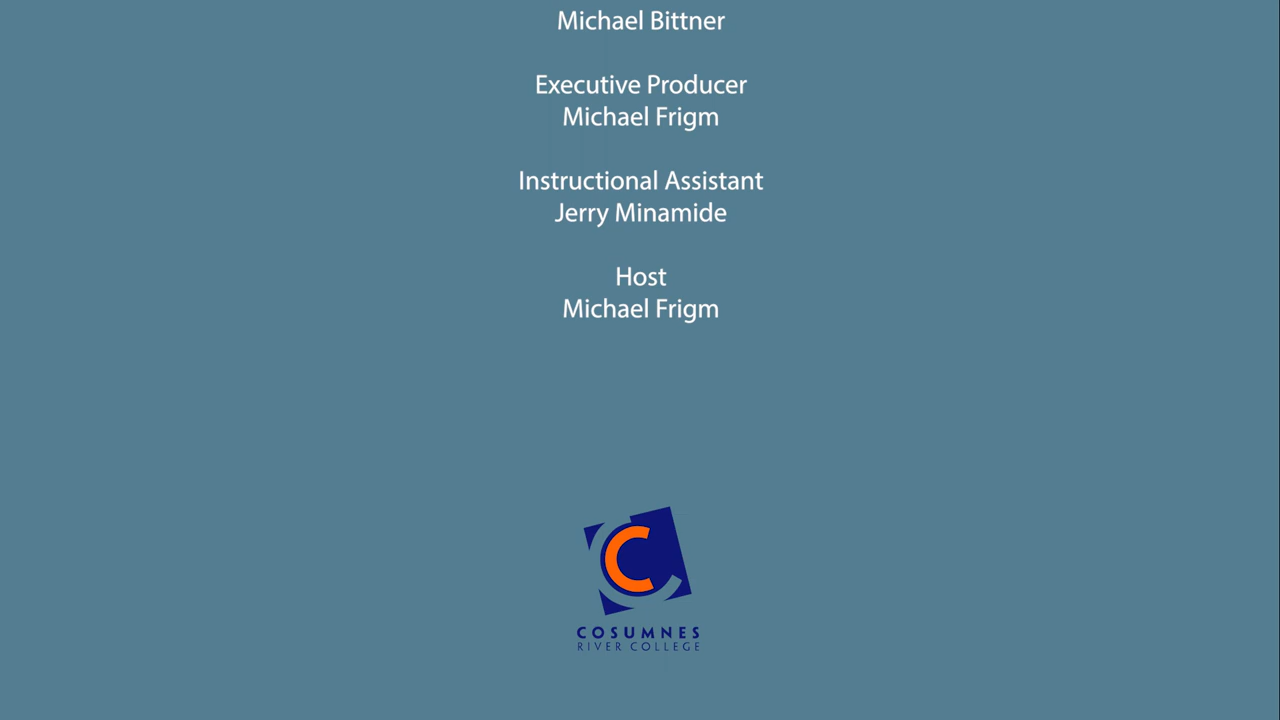 Michael Bittner
Executive Producer
Michael Frigm
Instructional Assistant
Jerry Minamide
Host
Michael Frigm
C
COSUMNES
RIVER COLLEGE